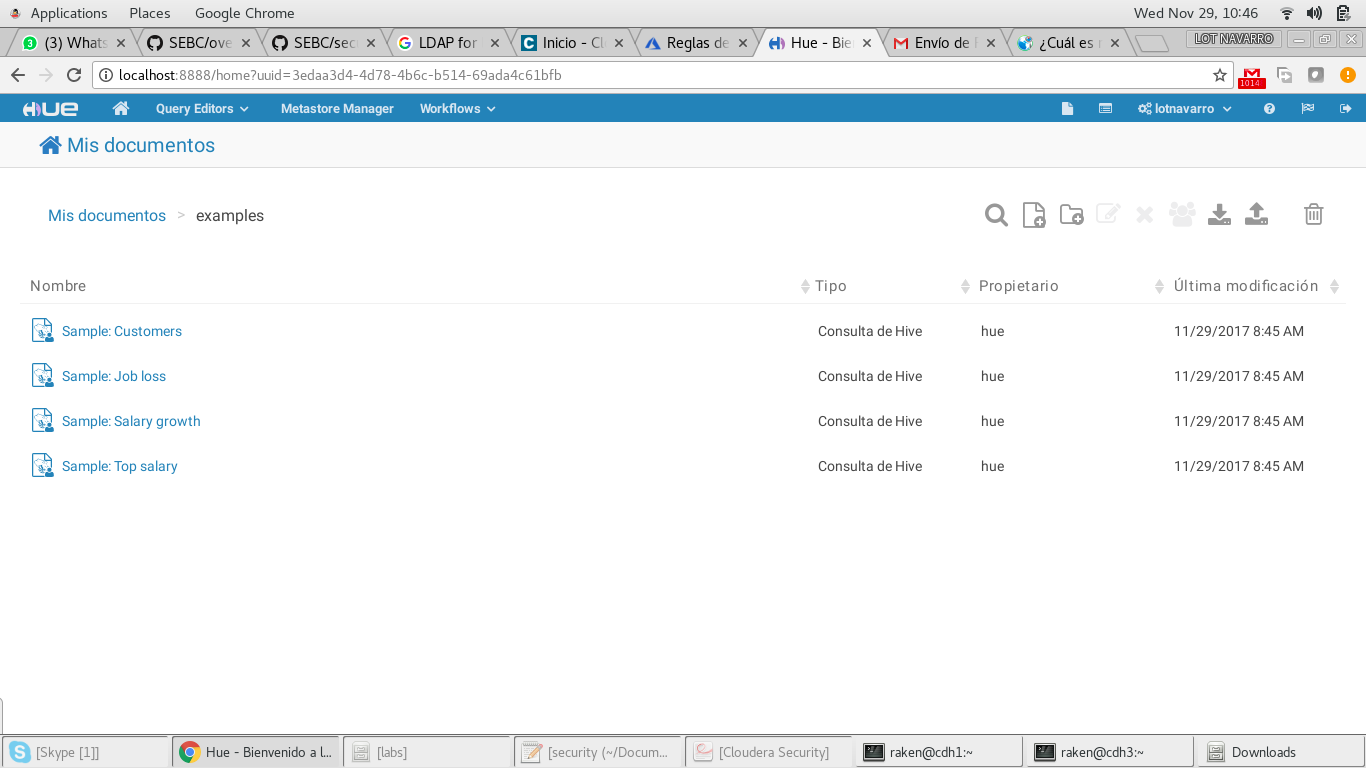 Applications Places Google Chrome Wed Nov 29, 10:46
(3) Whats SEBC/ove SEBC/sec LDAP for Inicio - Cl Reglas de Hue - Bie Envío de ¿Cuál es LOT NAVARRO
localhost:8888/home?uuid=3edaa3d4-4d78-4b6c-b514-69ada4c61bfb 1014
HUE Query Editors Metastore Manager Workflows lotnavarro
Mis documentos
Mis documentos > examples
Nombre Tipo Propietario Última modificación
Sample: Customers Consulta de Hive hue 11/29/2017 8:45 AM
Sample: Job loss Consulta de Hive hue 11/29/2017 8:45 AM
Sample: Salary growth Consulta de Hive hue 11/29/2017 8:45 AM
Sample: Top salary Consulta de Hive hue 11/29/2017 8:45 AM
[Skype [1]] Hue - Bienvenido a l... [labs] [security (~/Docum... [Cloudera Security] raken@cdh1:~ raken@cdh3:~ Downloads